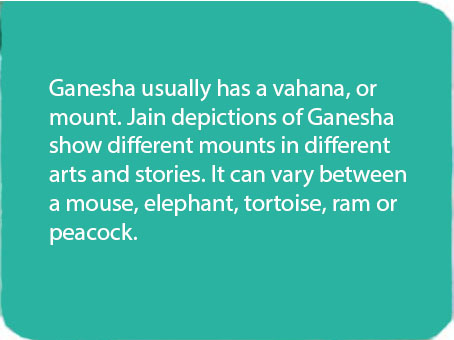 Ganesha usually has a vahana, or
mount. Jain depictions of Ganesha
show different mounts in different
arts and stories. It can vary between
a mouse, elephant, tortoise, ram or
peacock.